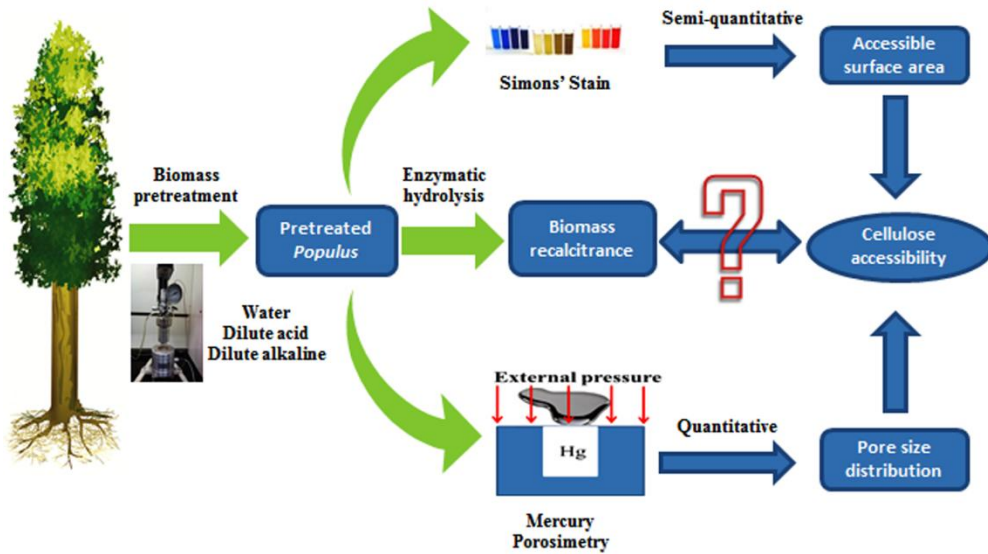 Semi-quantitative
Accessible
surface area
Simons' Stain
Biomass
pretreatment
Enzymatic
hydrolysis
Pretreated
Populus
Biomass
recalcitrance
?
Cellulose
accessibility
Water
Dilute acid
Dilute alkaline
External pressure
Hg
Quantitative
Pore size
distribution
Mercury
Porosimetry